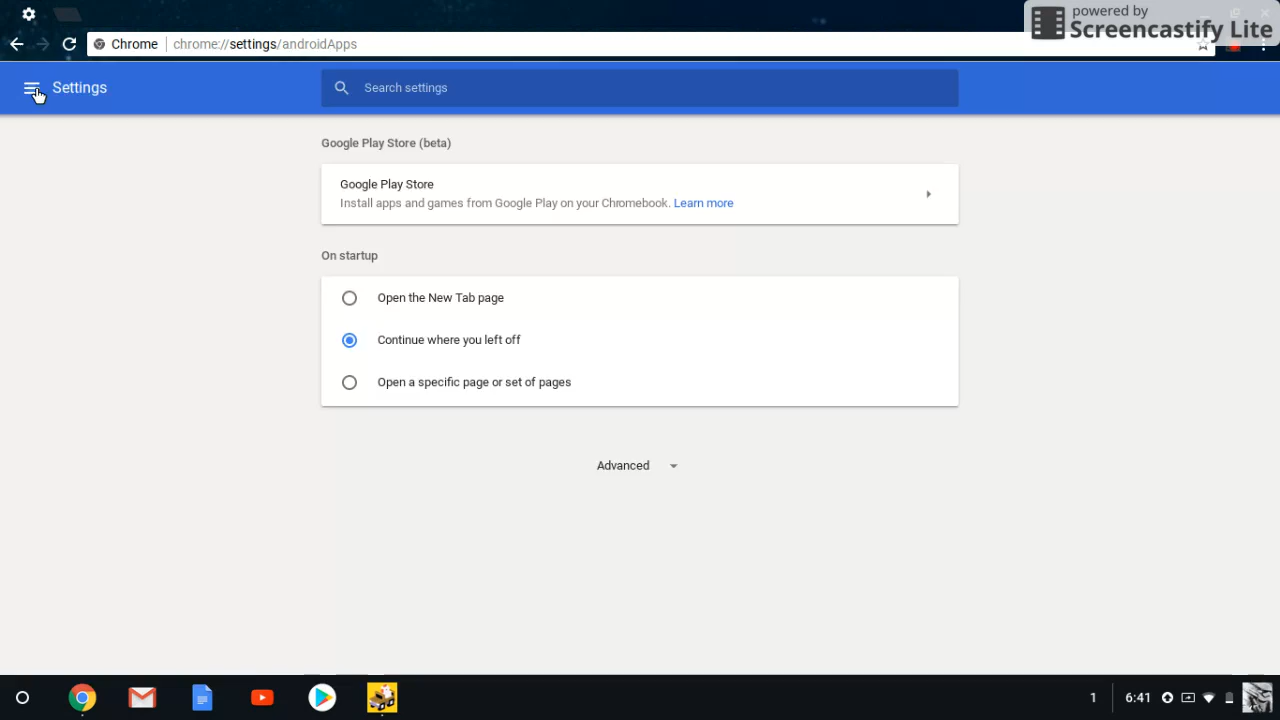 powered by
Screencastify Lite
Chrome chrome://settings/androidApps
Settings
Search settings
Google Play Store (beta)
Google Play Store
Install apps and games from Google Play on your Chromebook. Learn more
On startup
Open the New Tab page
Continue where you left off
Open a specific page or set of pages
Advanced
1 6:41